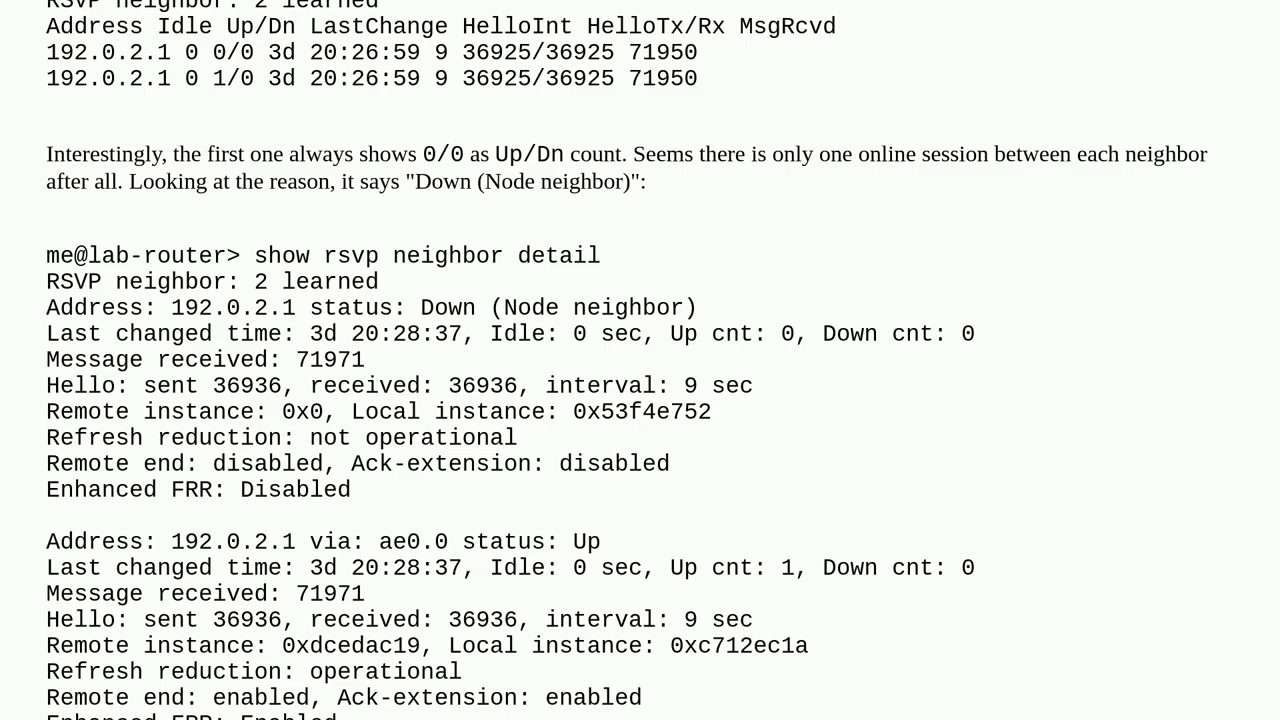 RSVP neighbor: 2 learned
Address Idle Up/Dn LastChange HelloInt HelloTx/Rx MsgRcvd
192.0.2.1 0 0/0 3d 20:26:59 9 36925/36925 71950
192.0.2.1 0 1/0 3d 20:26:59 9 36925/36925 71950
Interestingly, the first one always shows 0/0 as Up/Dn count. Seems there is only one online session between each neighbor
after all. Looking at the reason, it says "Down (Node neighbor)":
me@lab-router> show rsvp neighbor detail
RSVP neighbor: 2 learned
Address: 192.0.2.1 status: Down (Node neighbor)
Last changed time: 3d 20:28:37, Idle: 0 sec, Up cnt: 0, Down cnt: 0
Message received: 71971
Hello: sent 36936, received: 36936, interval: 9 sec
Remote instance: 0x0, Local instance: 0x53f4e752
Refresh reduction: not operational
Remote end: disabled, Ack-extension: disabled
Enhanced FRR: Disabled
Address: 192.0.2.1 via: ae0.0 status: Up
Last changed time: 3d 20:28:37, Idle: 0 sec, Up cnt: 1, Down cnt: 0
Message received: 71971
Hello: sent 36936, received: 36936, interval: 9 sec
Remote instance: 0xdcedac19, Local instance: 0xc712ec1a
Refresh reduction: operational
Remote end: enabled, Ack-extension: enabled
Enhanced FRR: Enabled